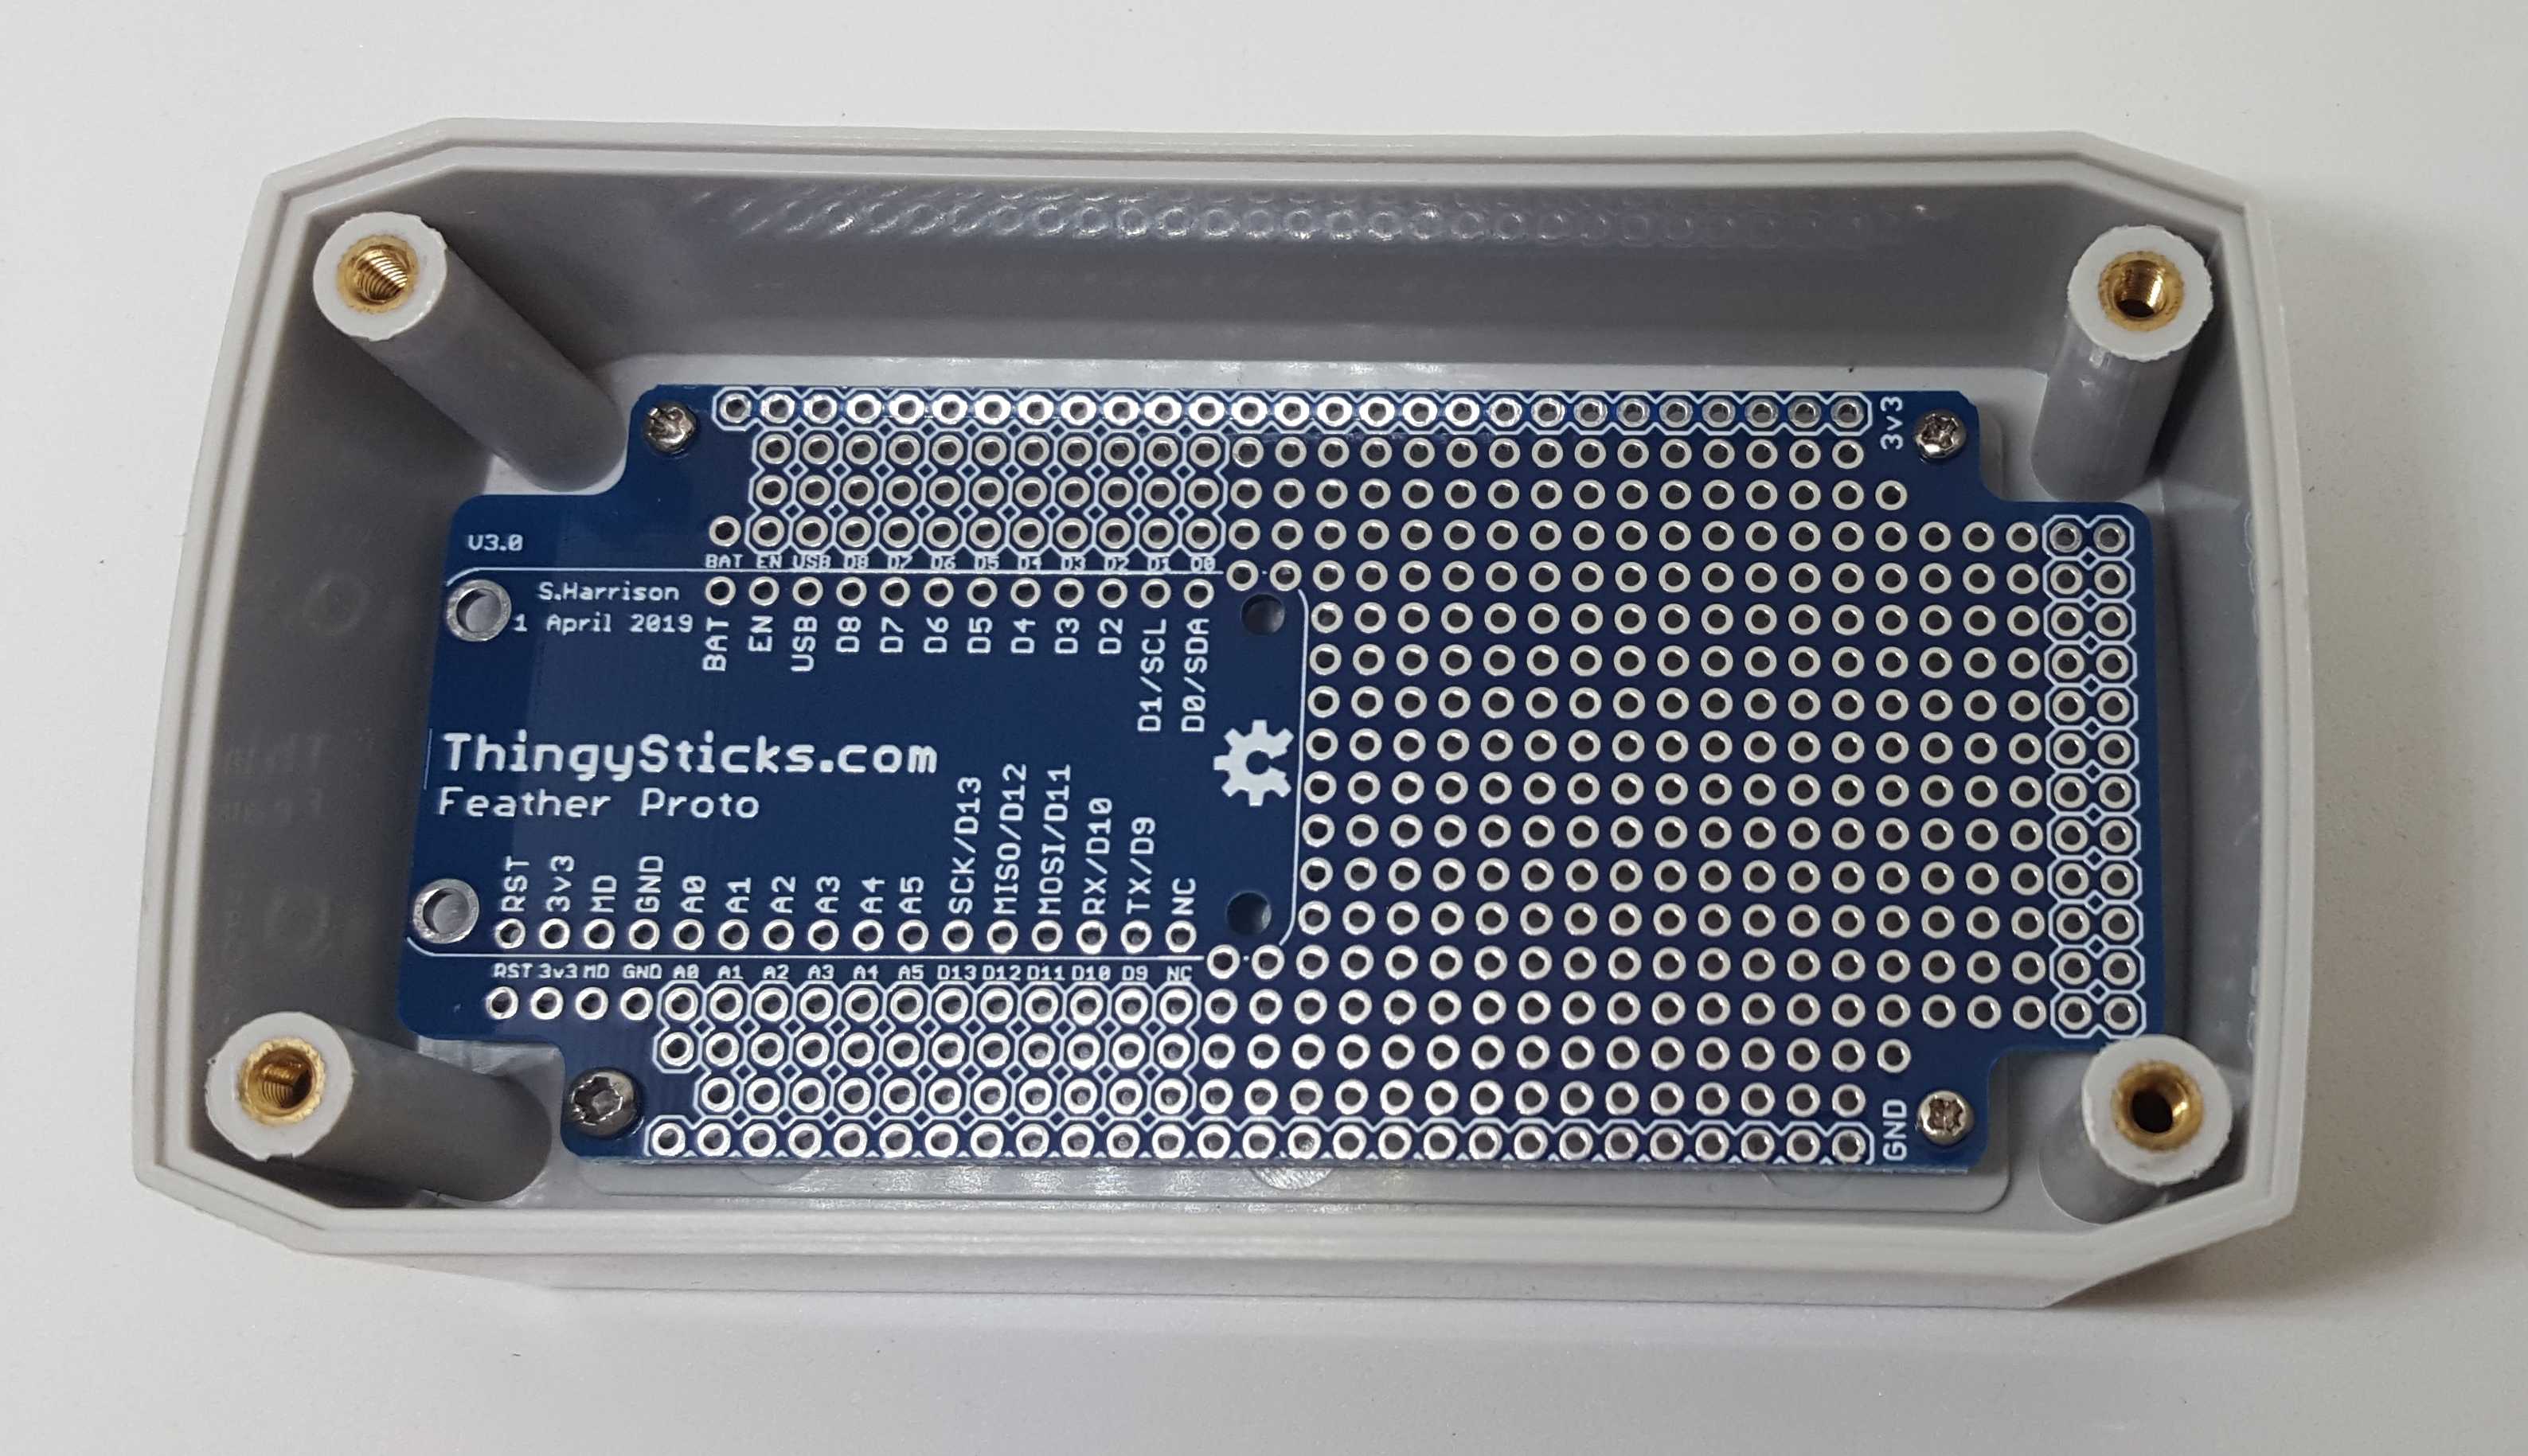 3v3
V3.0
BAT EN USB D8 D7 D6 D5 D4 D3 D2 D1 D0
S.Harrison
1 April 2019
BAT EN USB D8 D7 D6 D5 D4 D3 D2 D1/SCL D0/SDA
ThingySticks.com
Feather Proto
RST 3v3 MD GND A0 A1 A2 A3 A4 A5 SCK/D13 MISO/D12 MOSI/D11 RX/D10 TX/D9 NC
RST 3v3 MD GND A0 A1 A2 A3 A4 A5 D13 D12 D11 D10 D9 NC
GND